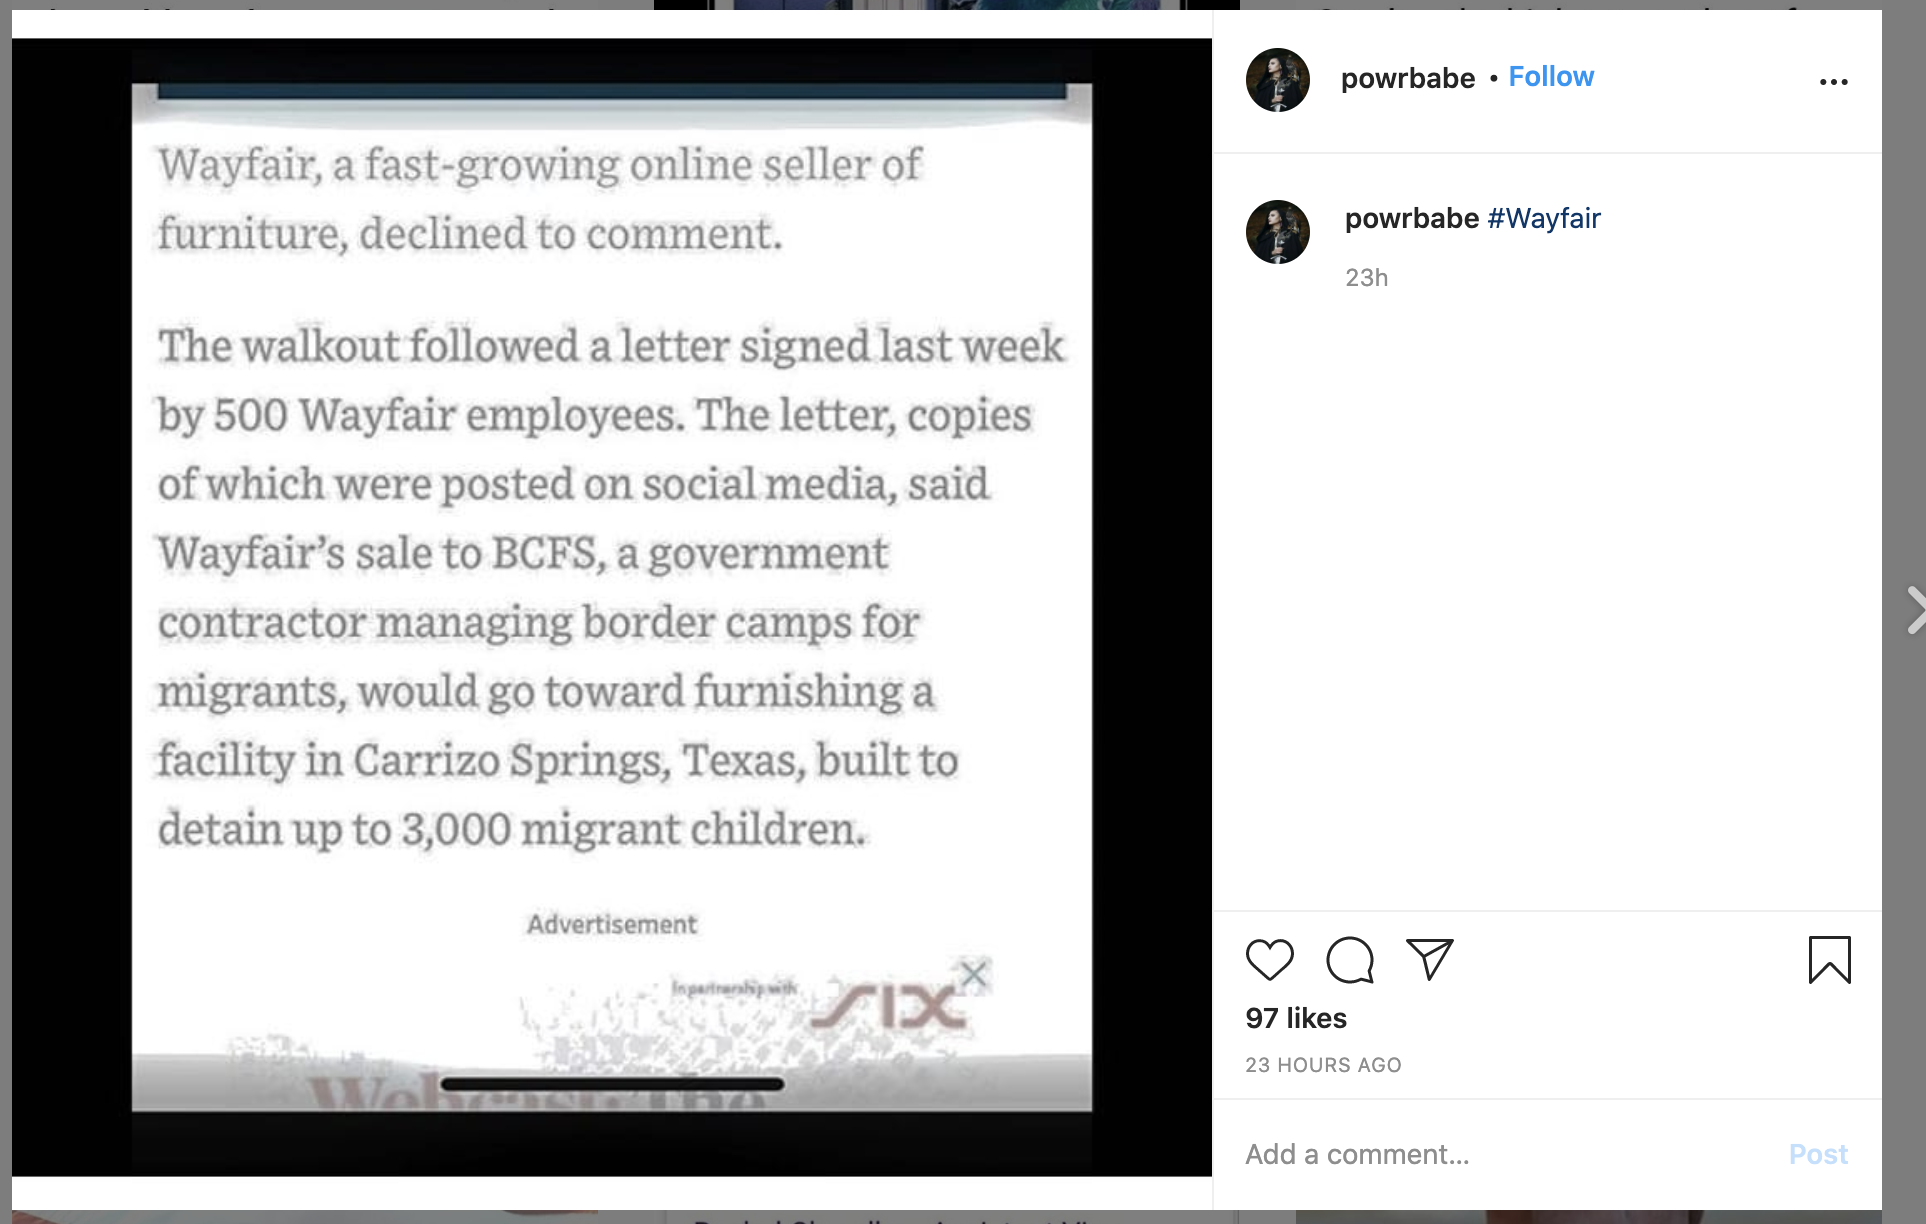 Wayfair, a fast-growing online seller of
furniture, declined to comment.
The walkout followed a letter signed last week
by 500 Wayfair employees. The letter, copies
of which were posted on social media, said
Wayfair's sale to BCFS, a government
contractor managing border camps for
migrants, would go toward furnishing a
facility in Carrizo Springs, Texas, built to
detain up to 3,000 migrant children.
Advertisement
In partnership with
SIX
Webcast: The
powrbabe • Follow
powrbabe #Wayfair
23h
97 likes
23 HOURS AGO
Add a comment...
Post